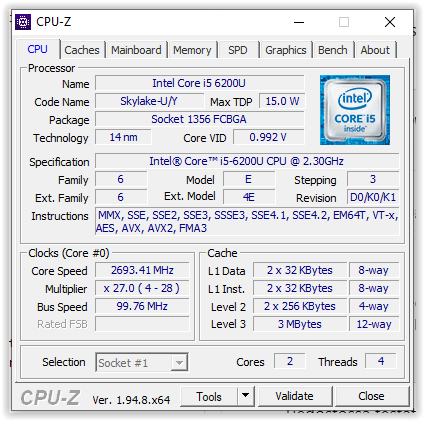 CPU-Z
CPU Caches Mainboard Memory SPD Graphics Bench About
Processor
Name Intel Core i5 6200U
Code Name Skylake-U/Y Max TDP 15.0 W
Package Socket 1356 FCBGA
Technology 14 nm Core VID 0.992 V
intel
CORE i5
inside™
Specification Intel® Core™ i5-6200U CPU @ 2.30GHz
Family 6 Model E Stepping 3
Ext. Family 6 Ext. Model 4E Revision D0/K0/K1
Instructions MMX, SSE, SSE2, SSE3, SSSE3, SSE4.1, SSE4.2, EM64T, VT-x,
AES, AVX, AVX2, FMA3
Clocks (Core #0)
Core Speed 2693.41 MHz
Multiplier x 27.0 ( 4 - 28 )
Bus Speed 99.76 MHz
Rated FSB
Cache
L1 Data 2 x 32 KBytes 8-way
L1 Inst. 2 x 32 KBytes 8-way
Level 2 2 x 256 KBytes 4-way
Level 3 3 MBytes 12-way
Selection Socket #1 Cores 2 Threads 4
CPU-Z Ver. 1.94.8.x64 Tools Validate Close